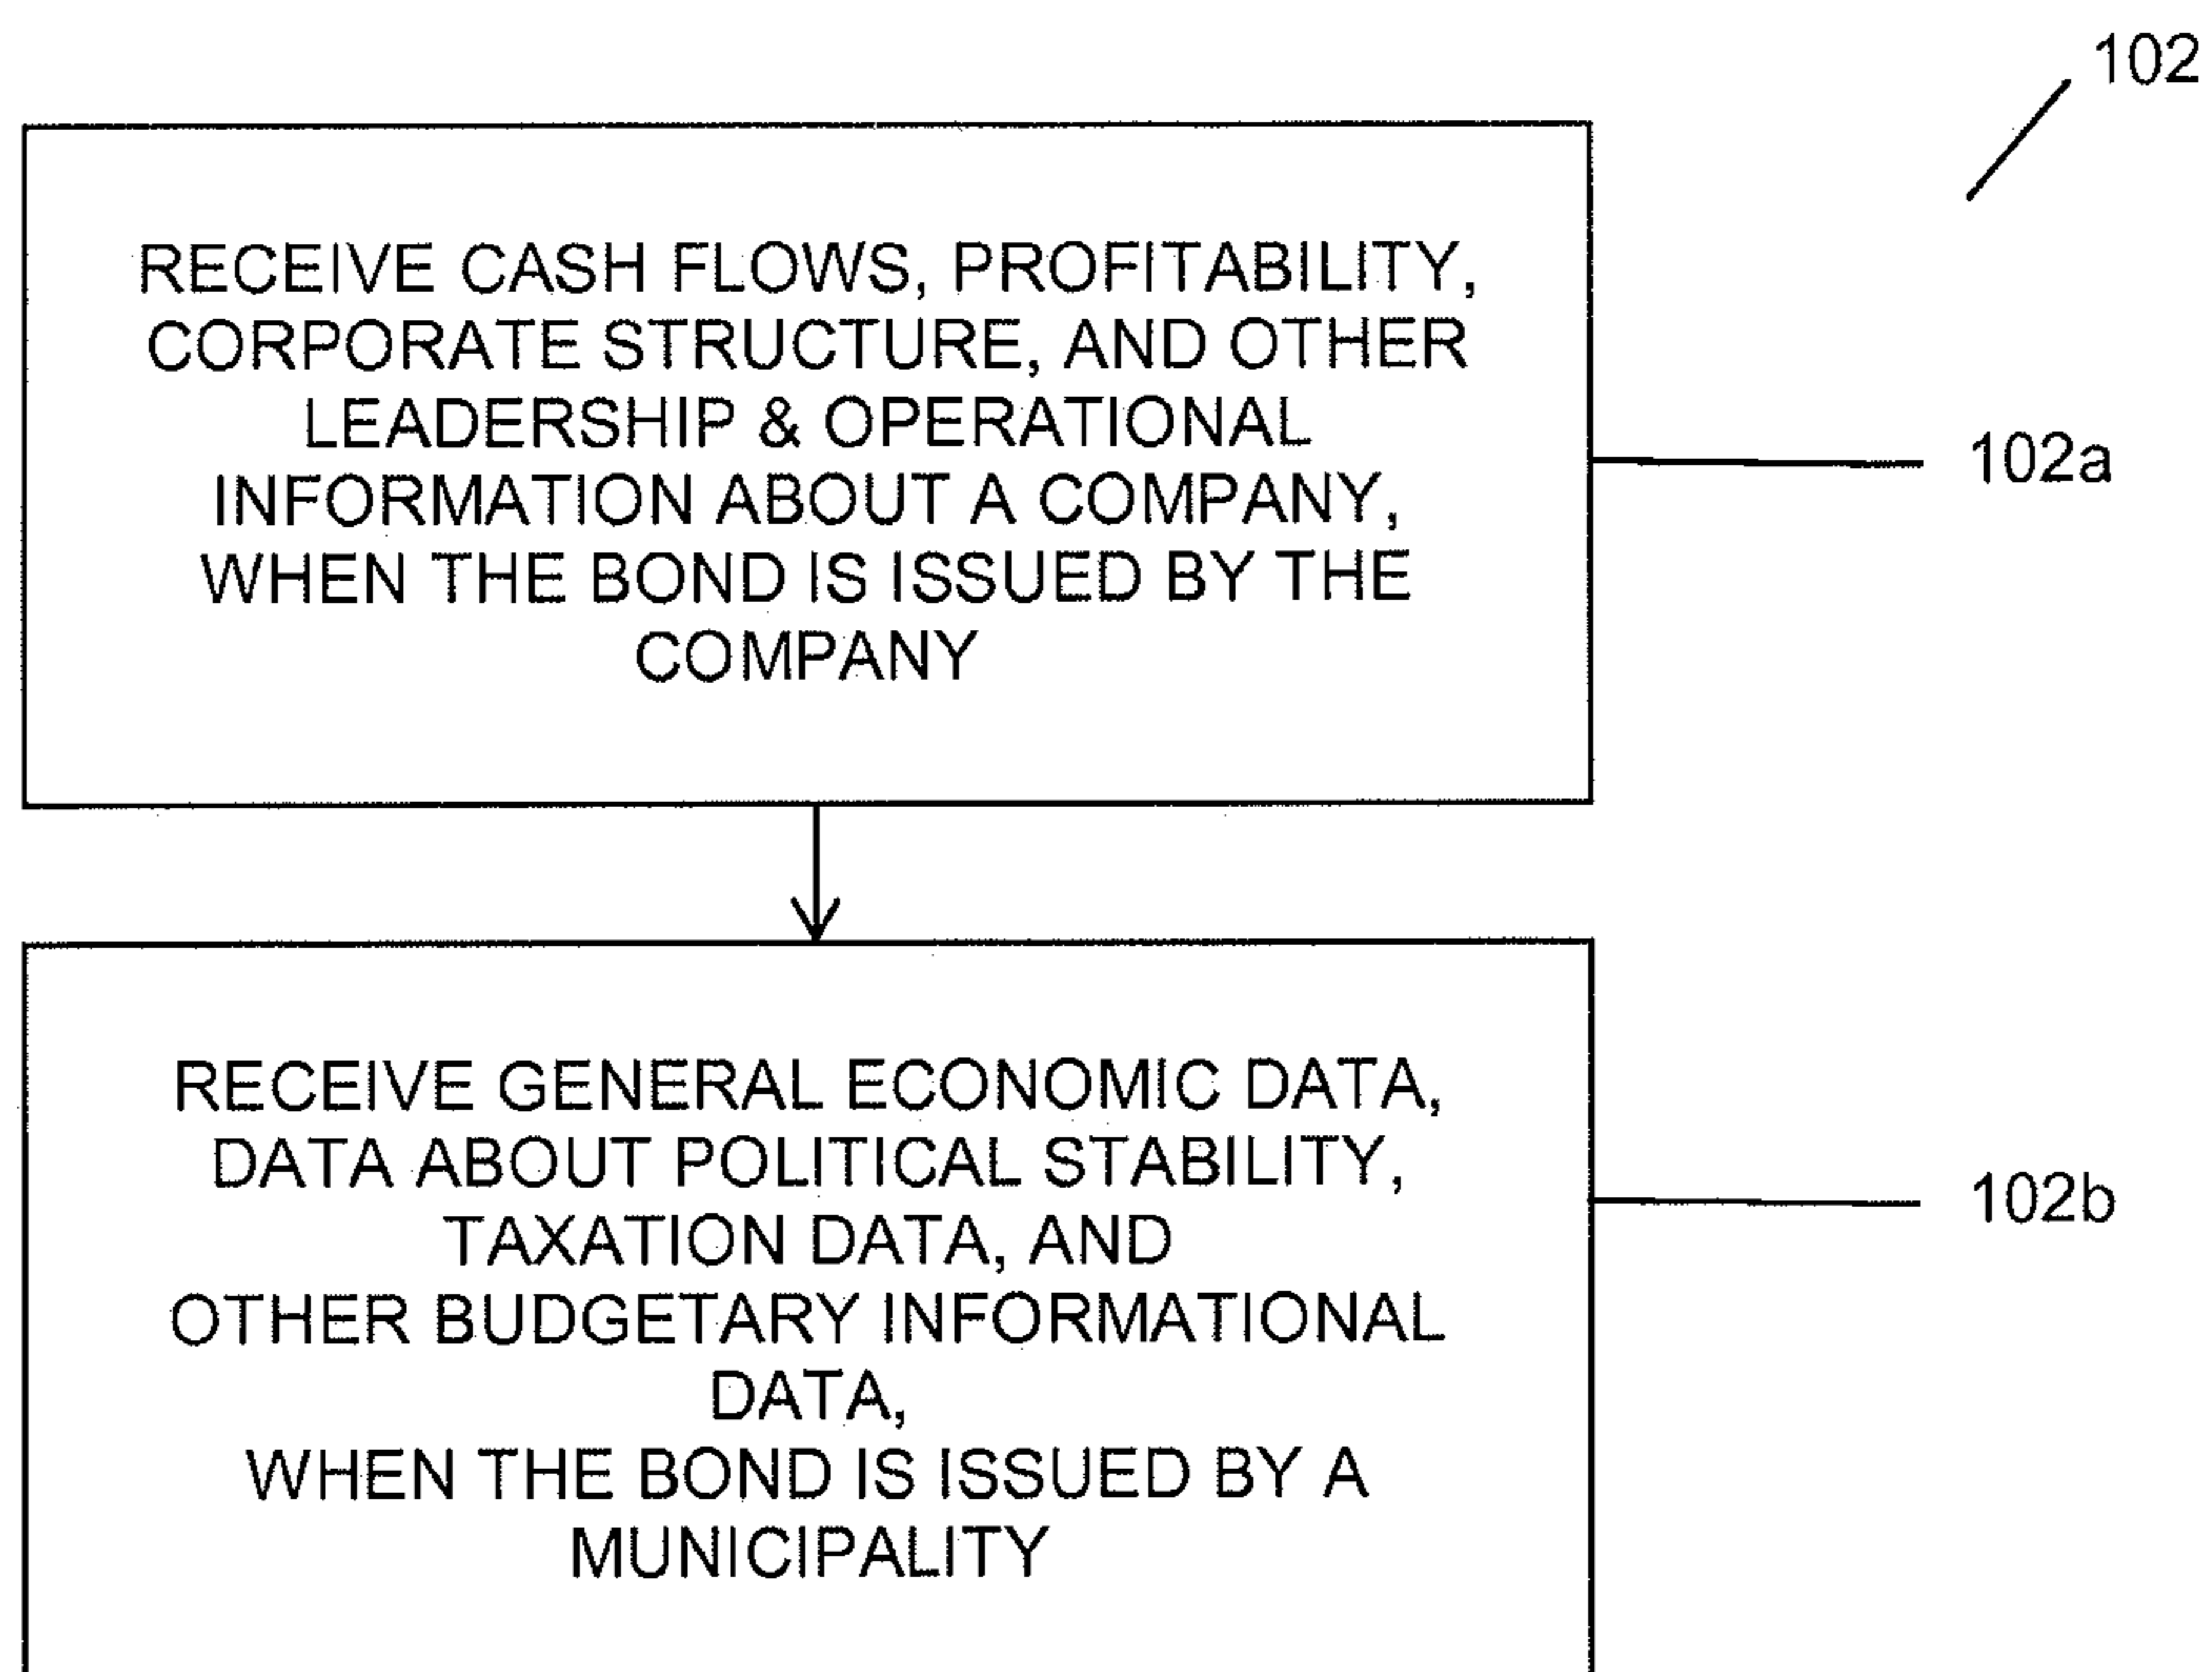 102
RECEIVE CASH FLOWS, PROFITABILITY,
CORPORATE STRUCTURE, AND OTHER
LEADERSHIP & OPERATIONAL
INFORMATION ABOUT A COMPANY,
WHEN THE BOND IS ISSUED BY THE
COMPANY
102a
RECEIVE GENERAL ECONOMIC DATA,
DATA ABOUT POLITICAL STABILITY,
TAXATION DATA, AND
OTHER BUDGETARY INFORMATIONAL
DATA,
WHEN THE BOND IS ISSUED BY A
MUNICIPALITY
102b